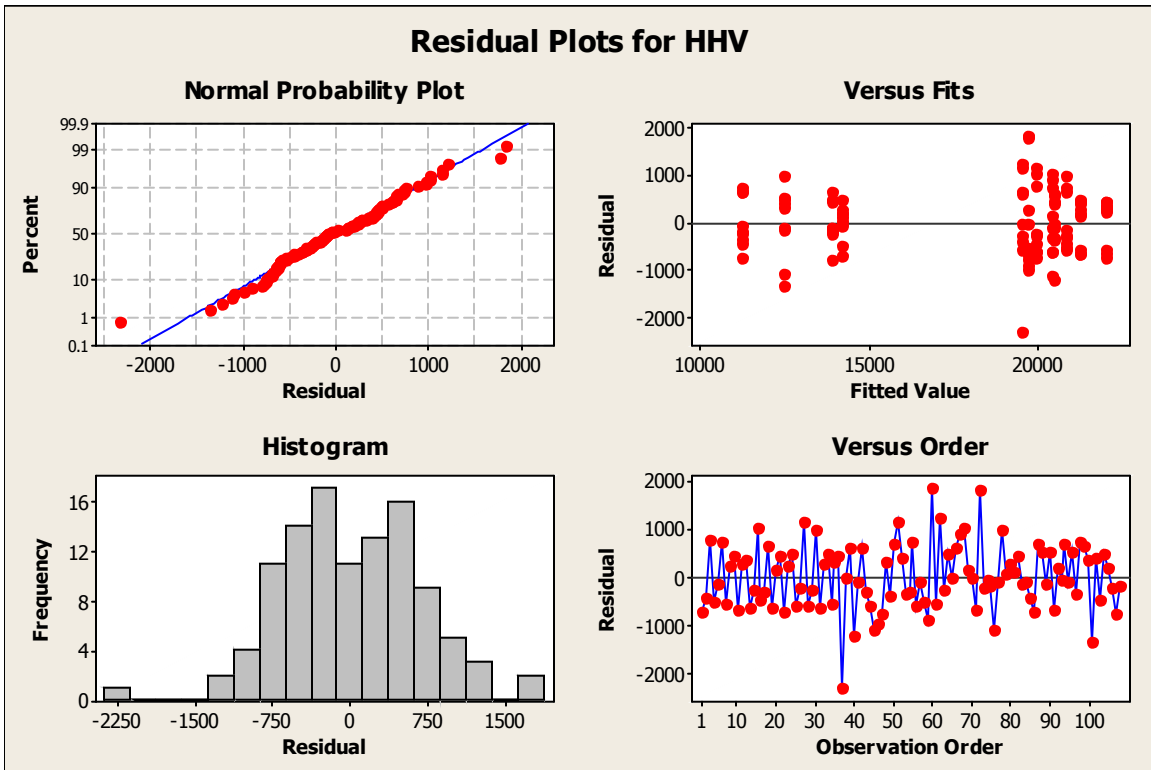 Residual Plots for HHV
Normal Probability Plot
99.9
99
90
50
10
1
0.1
Percent
-2000 -1000 0 1000 2000
Residual
Versus Fits
2000
1000
0
-1000
-2000
Residual
10000 15000 20000
Fitted Value
Histogram
16
12
8
4
0
Frequency
-2250 -1500 -750 0 750 1500
Residual
Versus Order
2000
1000
0
-1000
-2000
Residual
1 10 20 30 40 50 60 70 80 90 100
Observation Order